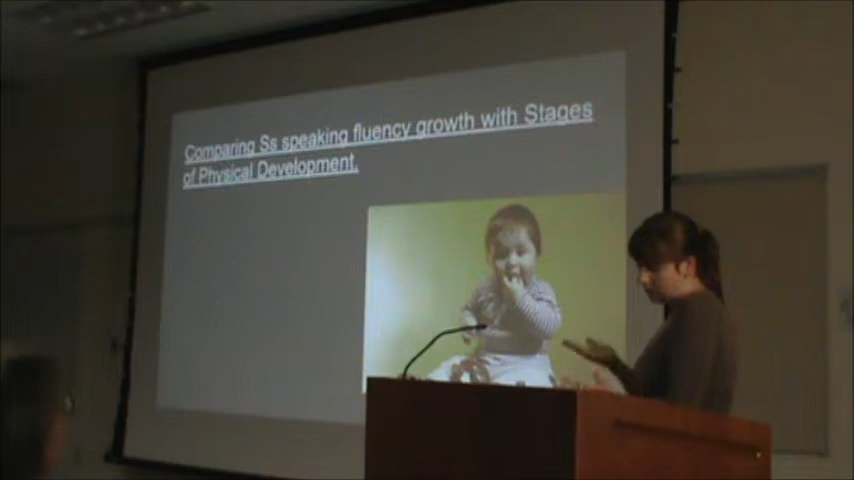 Comparing Ss speaking fluency growth with Stages
of Physical Development.